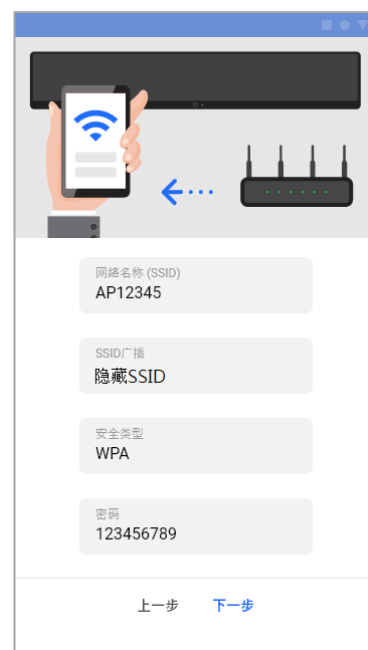 网络名称 (SSID)
AP12345
SSID广播
隐藏SSID
安全类型
WPA
密码
123456789
上一步 下一步